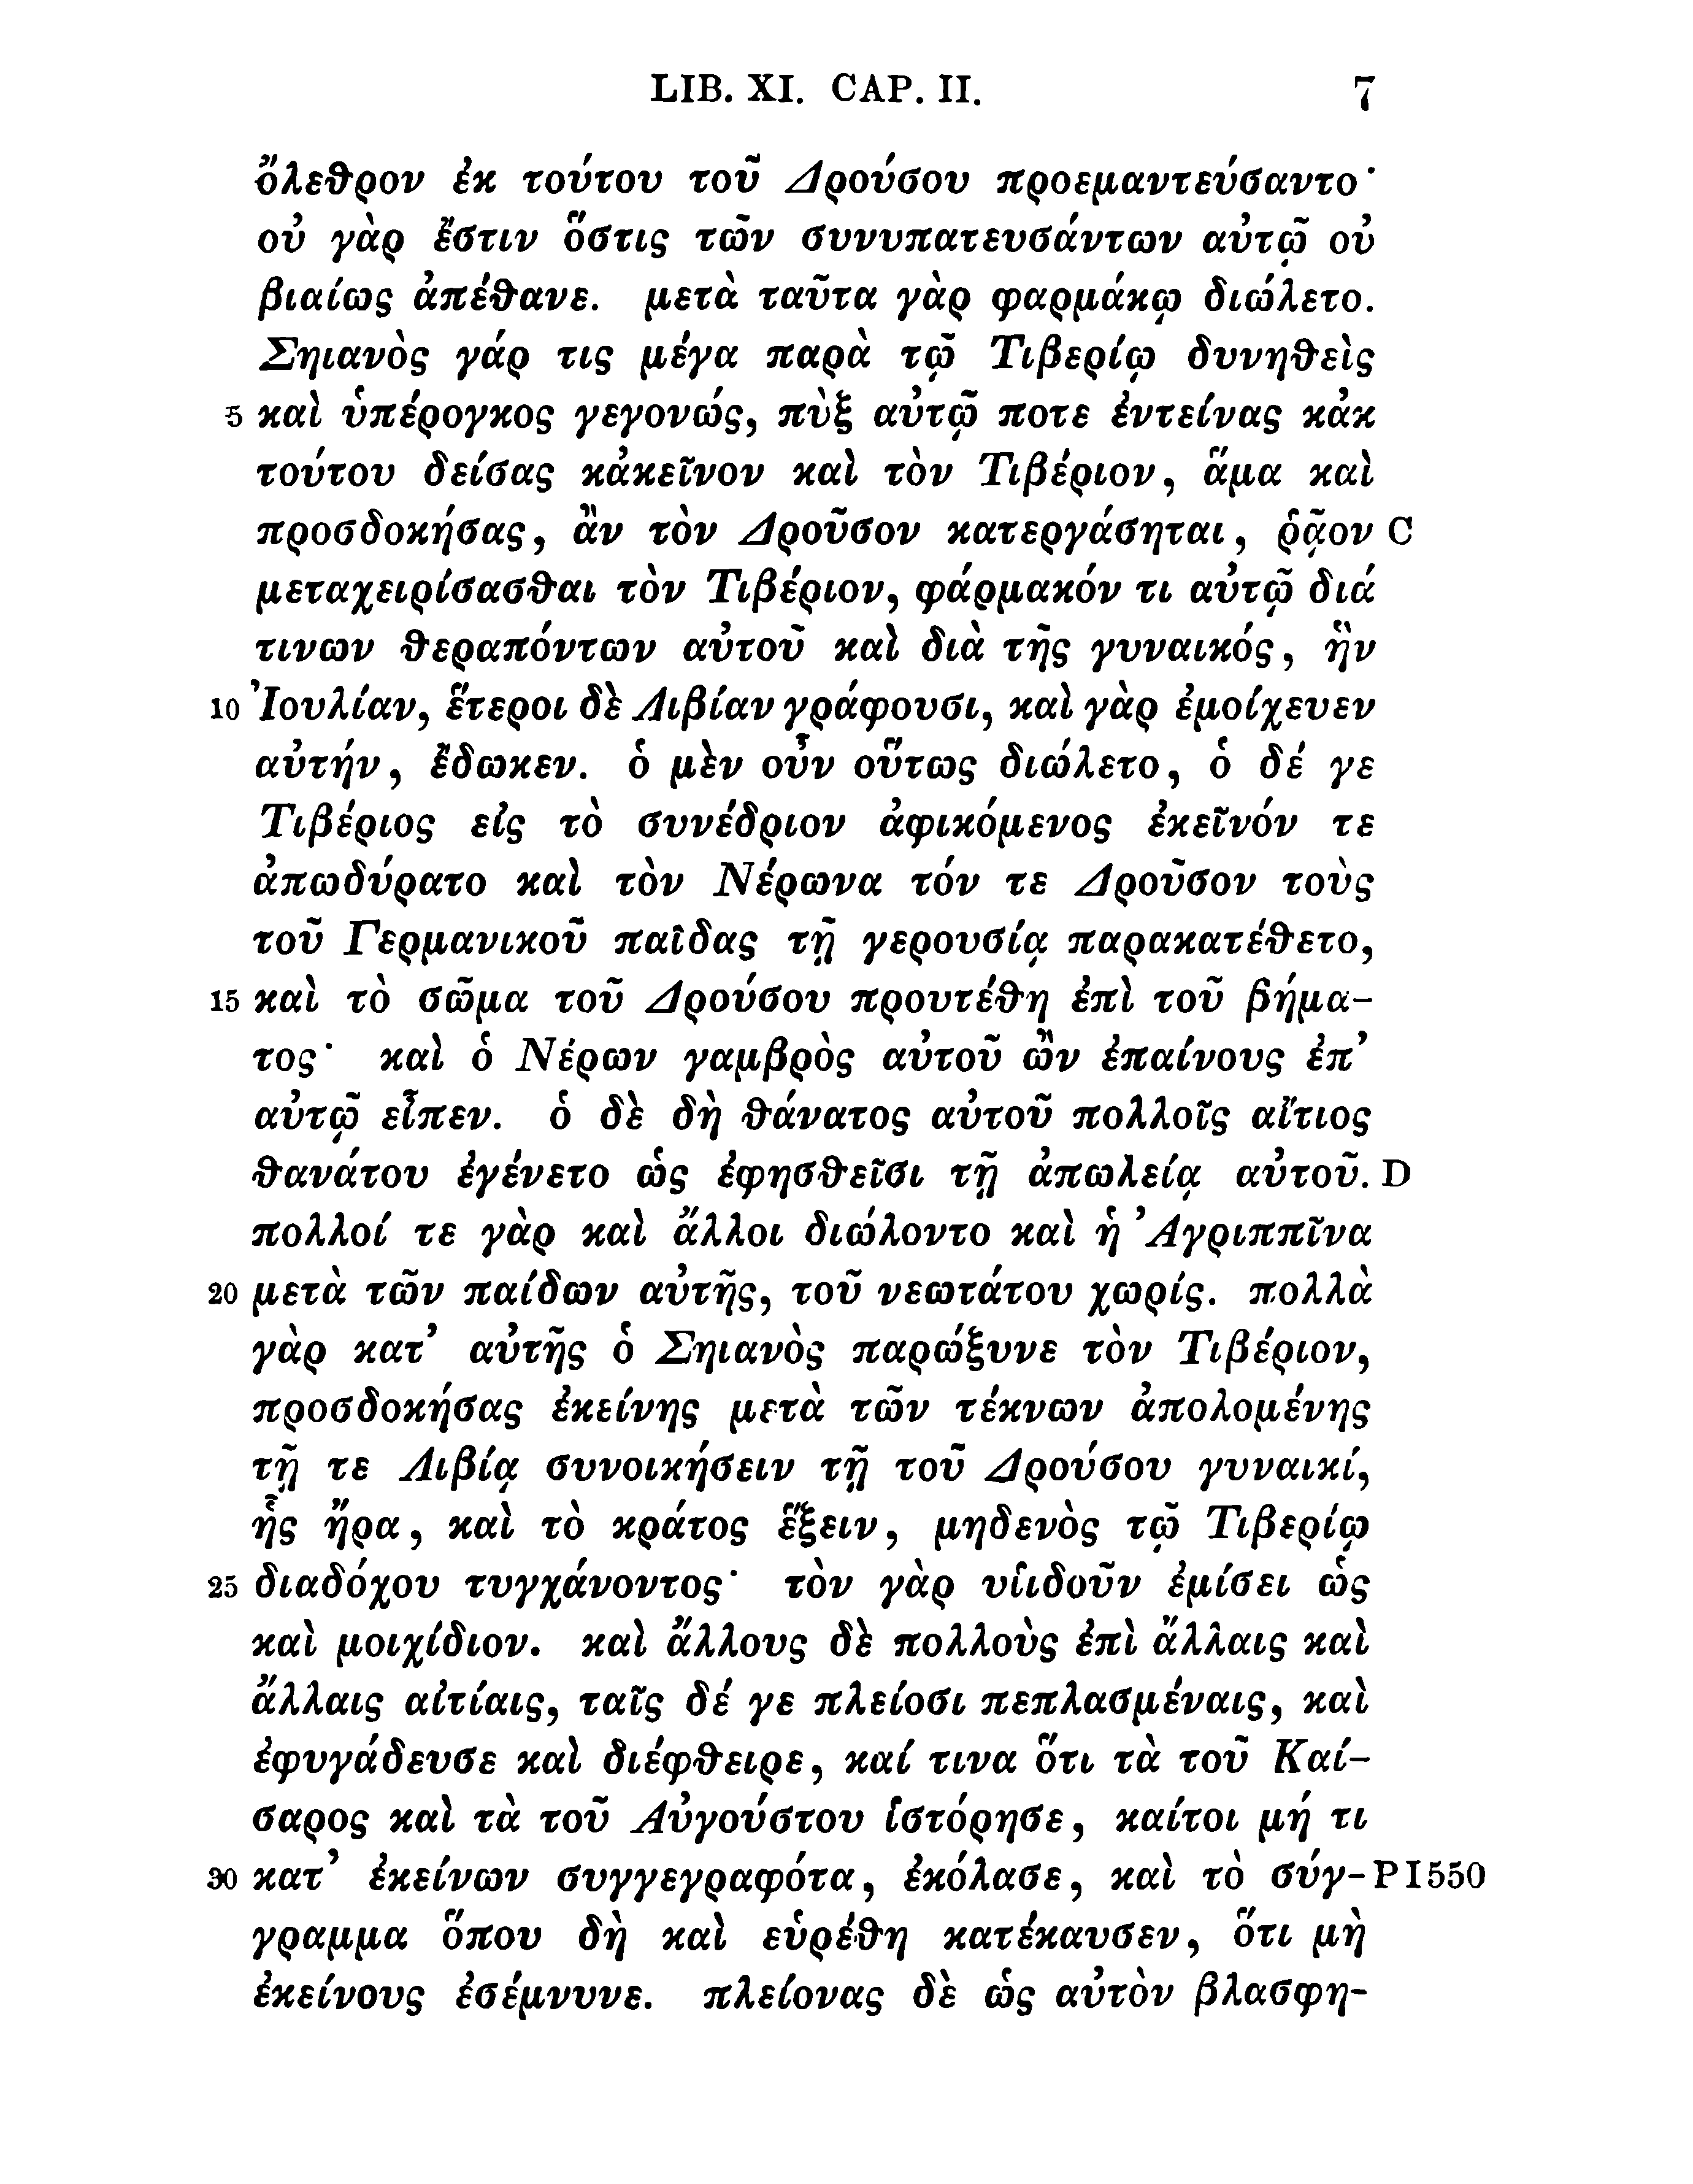 LIB. XI. CAP. II. 7
ὄλεθρον ἐκ τούτου τοῦ Δρούσου προεμαντεύσαντο·
οὐ γὰρ ἔστιν ὅστις τῶν συνυπατευσάντων αὐτῷ οὐ
βιαίως ἀπέθανε. μετὰ ταῦτα γὰρ φαρμάκῳ διώλετο.
Σηιανὸς γάρ τις μέγα παρὰ τῷ Τιβερίῳ δυνηθεὶς
5 καὶ ὑπέρογκος γεγονώς, πὺξ αὐτῷ ποτε ἐντείνας κἀκ
τούτου δείσας κἀκεῖνον καὶ τὸν Τιβέριον, ἅμα καὶ
προσδοκήσας, ἂν τὸν Δροῦσον κατεργάσηται, ῥᾷον C
μεταχειρίσασθαι τὸν Τιβέριον, φάρμακόν τι αὐτῷ διά
τινων θεραπόντων αὐτοῦ καὶ διὰ τῆς γυναικός, ἣν
10 Ἰουλίαν, ἕτεροι δὲ Λιβίαν γράφουσι, καὶ γὰρ ἐμοίχευεν
αὐτήν, ἔδωκεν. ὁ μὲν οὖν οὕτως διώλετο, ὁ δέ γε
Τιβέριος εἰς τὸ συνέδριον ἀφικόμενος ἐκεῖνόν τε
ἀπωδύρατο καὶ τὸν Νέρωνα τόν τε Δροῦσον τοὺς
τοῦ Γερμανικοῦ παῖδας τῇ γερουσίᾳ παρακατέθετο,
15 καὶ τὸ σῶμα τοῦ Δρούσου προυτέθη ἐπὶ τοῦ βήμα-
τος· καὶ ὁ Νέρων γαμβρὸς αὐτοῦ ὢν ἐπαίνους ἐπ’
αὐτῷ εἶπεν. ὁ δὲ δὴ θάνατος αὐτοῦ πολλοῖς αἴτιος
θανάτου ἐγένετο ὡς ἐφησθεῖσι τῇ ἀπωλείᾳ αὐτοῦ. D
πολλοί τε γὰρ καὶ ἄλλοι διώλοντο καὶ ἡ Ἀγριππῖνα
20 μετὰ τῶν παίδων αὐτῆς, τοῦ νεωτάτου χωρίς. πολλὰ
γὰρ κατ’ αὐτῆς ὁ Σηιανὸς παρώξυνε τὸν Τιβέριον,
προσδοκήσας ἐκείνης μετὰ τῶν τέκνων ἀπολομένης
τῇ τε Λιβίᾳ συνοικήσειν τῇ τοῦ Δρούσου γυναικί,
ἧς ἤρα, καὶ τὸ κράτος ἕξειν, μηδενὸς τῷ Τιβερίῳ
25 διαδόχου τυγχάνοντος· τὸν γὰρ υἱιδοῦν ἐμίσει ὡς
καὶ μοιχίδιον. καὶ ἄλλους δὲ πολλοὺς ἐπὶ ἄλλαις καὶ
ἄλλαις αἰτίαις, ταῖς δέ γε πλείοσι πεπλασμέναις, καὶ
ἐφυγάδευσε καὶ διέφθειρε, καί τινα ὅτι τὰ τοῦ Καί-
σαρος καὶ τὰ τοῦ Αὐγούστου ἱστόρησε, καίτοι μή τι
30 κατ’ ἐκείνων συγγεγραφότα, ἐκόλασε, καὶ τὸ σύγ- P I 550
γραμμα ὅπου δὴ καὶ εὑρέθη κατέκαυσεν, ὅτι μὴ
ἐκείνους ἐσέμνυνε. πλείονας δὲ ὡς αὐτὸν βλασφη-